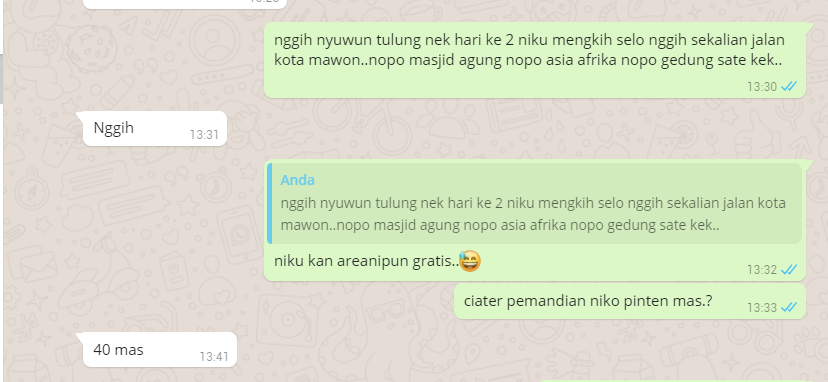 nggih nyuwun tulung nek hari ke 2 niku mengkih selo nggih sekalian jalan
kota mawon..nopo masjid agung nopo asia afrika nopo gedung sate kek..
13:30
Nggih
13:31
Anda
nggih nyuwun tulung nek hari ke 2 niku mengkih selo nggih sekalian jalan kota
mawon..nopo masjid agung nopo asia afrika nopo gedung sate kek..
niku kan areanipun gratis..😅
13:32
ciater pemandian niko pinten mas.?
13:33
40 mas
13:41